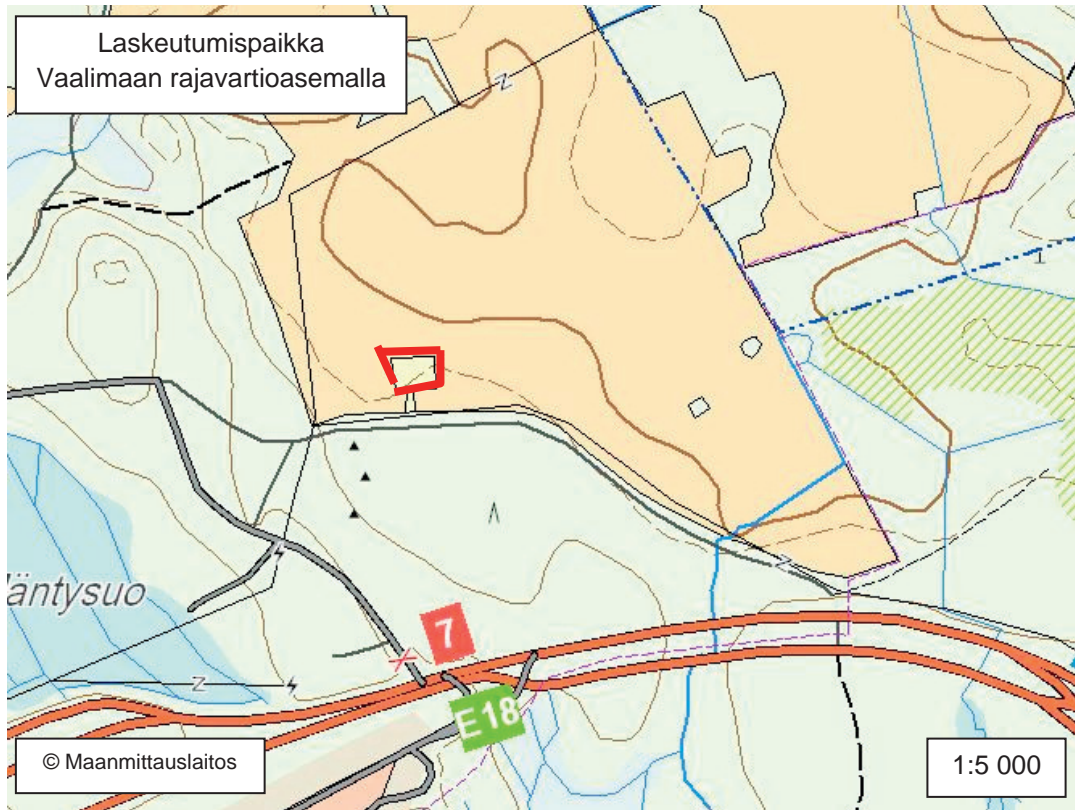 Laskeutumispaikka
Vaalimaan rajavartioasemalla
äntysuo
7
E18
© Maanmittauslaitos
1:5 000